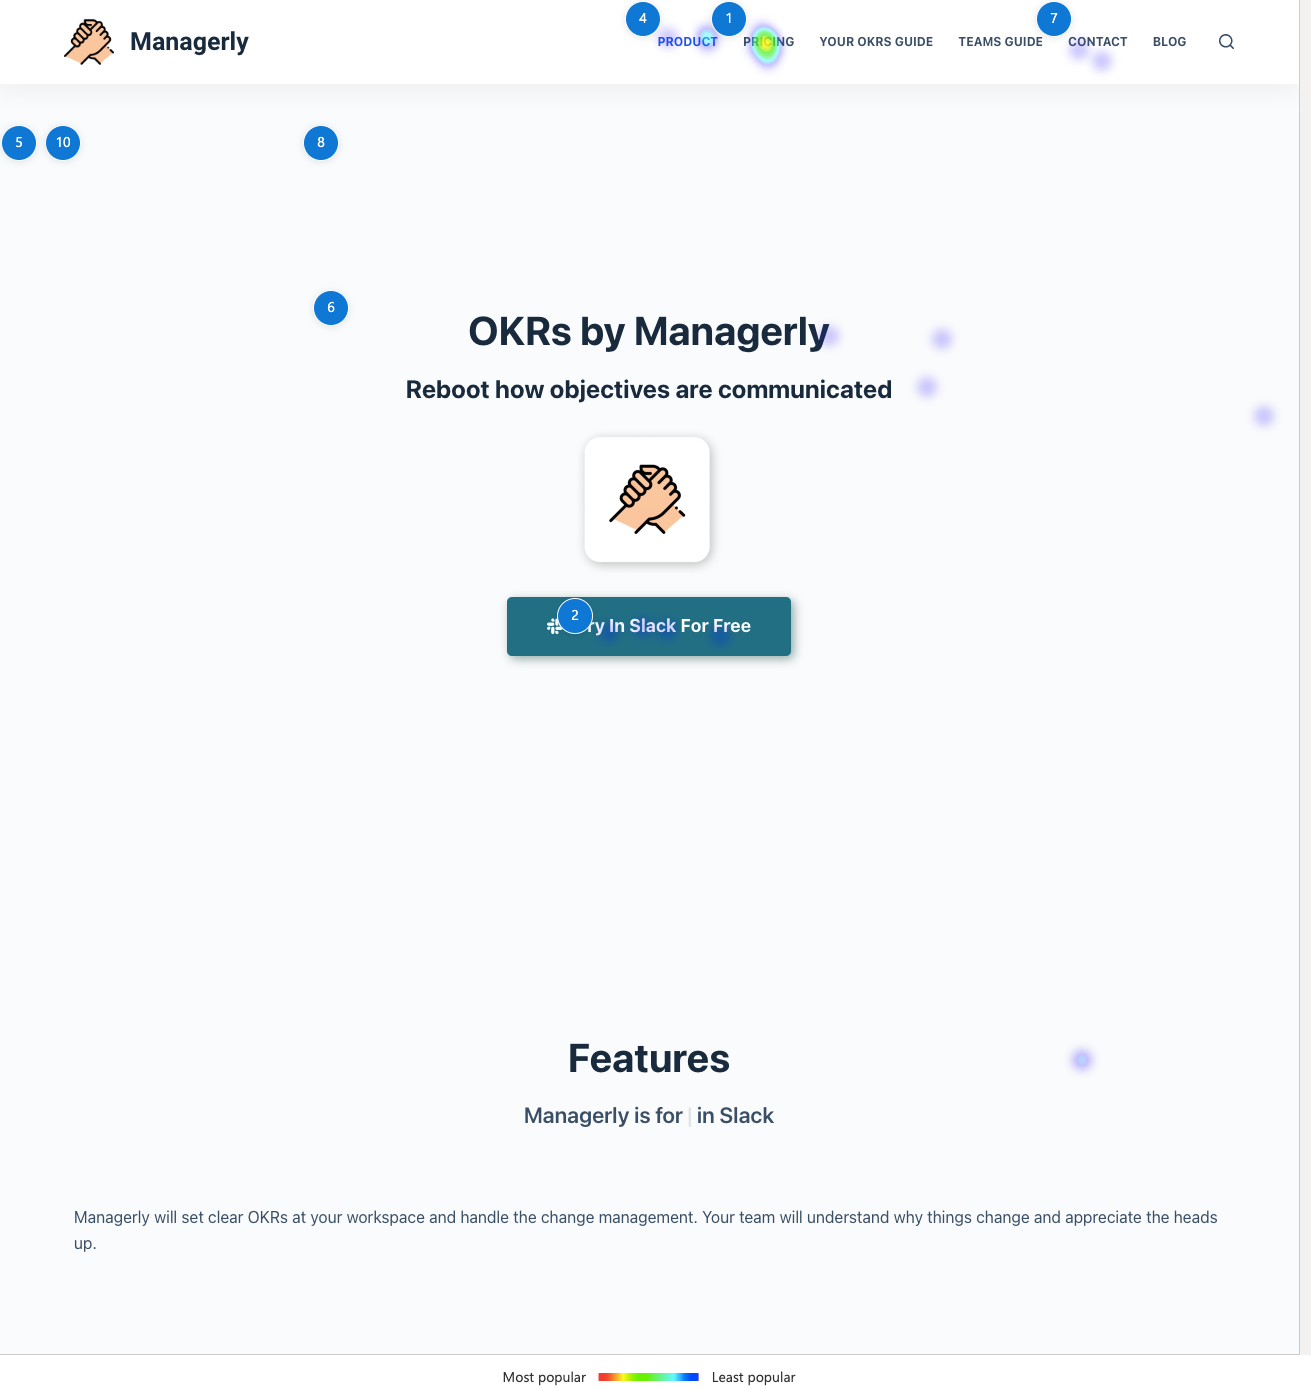 4 1 7
Managerly
PRODUCT PRICING YOUR OKRS GUIDE TEAMS GUIDE CONTACT BLOG
5 10 8
6
OKRs by Managerly
Reboot how objectives are communicated
2
ry In Slack For Free
Features
Managerly is for | in Slack
Managerly will set clear OKRs at your workspace and handle the change management. Your team will understand why things change and appreciate the heads
up.
Most popular Least popular